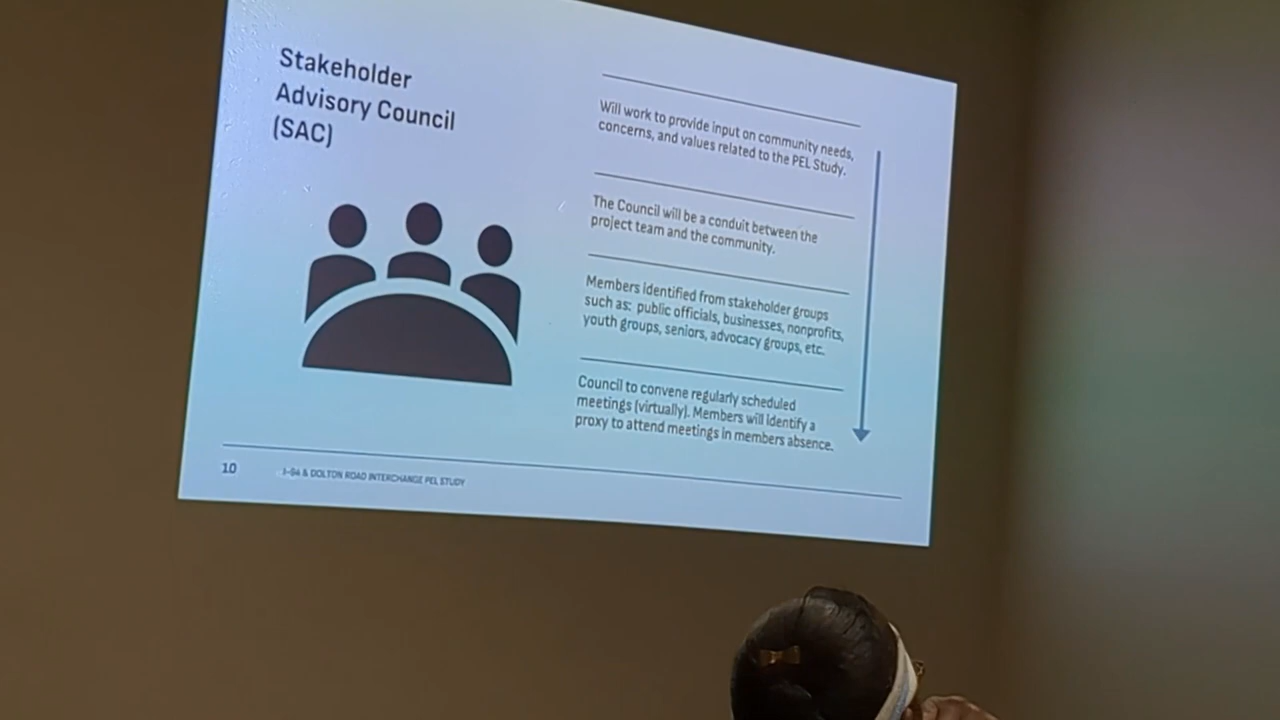 Stakeholder
Advisory Council
(SAC)
Will work to provide input on community needs,
concerns, and values related to the PEL Study.
The Council will be a conduit between the
project team and the community.
Members identified from stakeholder groups
such as: public officials, businesses, nonprofits,
youth groups, seniors, advocacy groups, etc.
Council to convene regularly scheduled
meetings (virtually). Members will identify a
proxy to attend meetings in members absence.
10
I-94 & DOLTON ROAD INTERCHANGE PEL STUDY